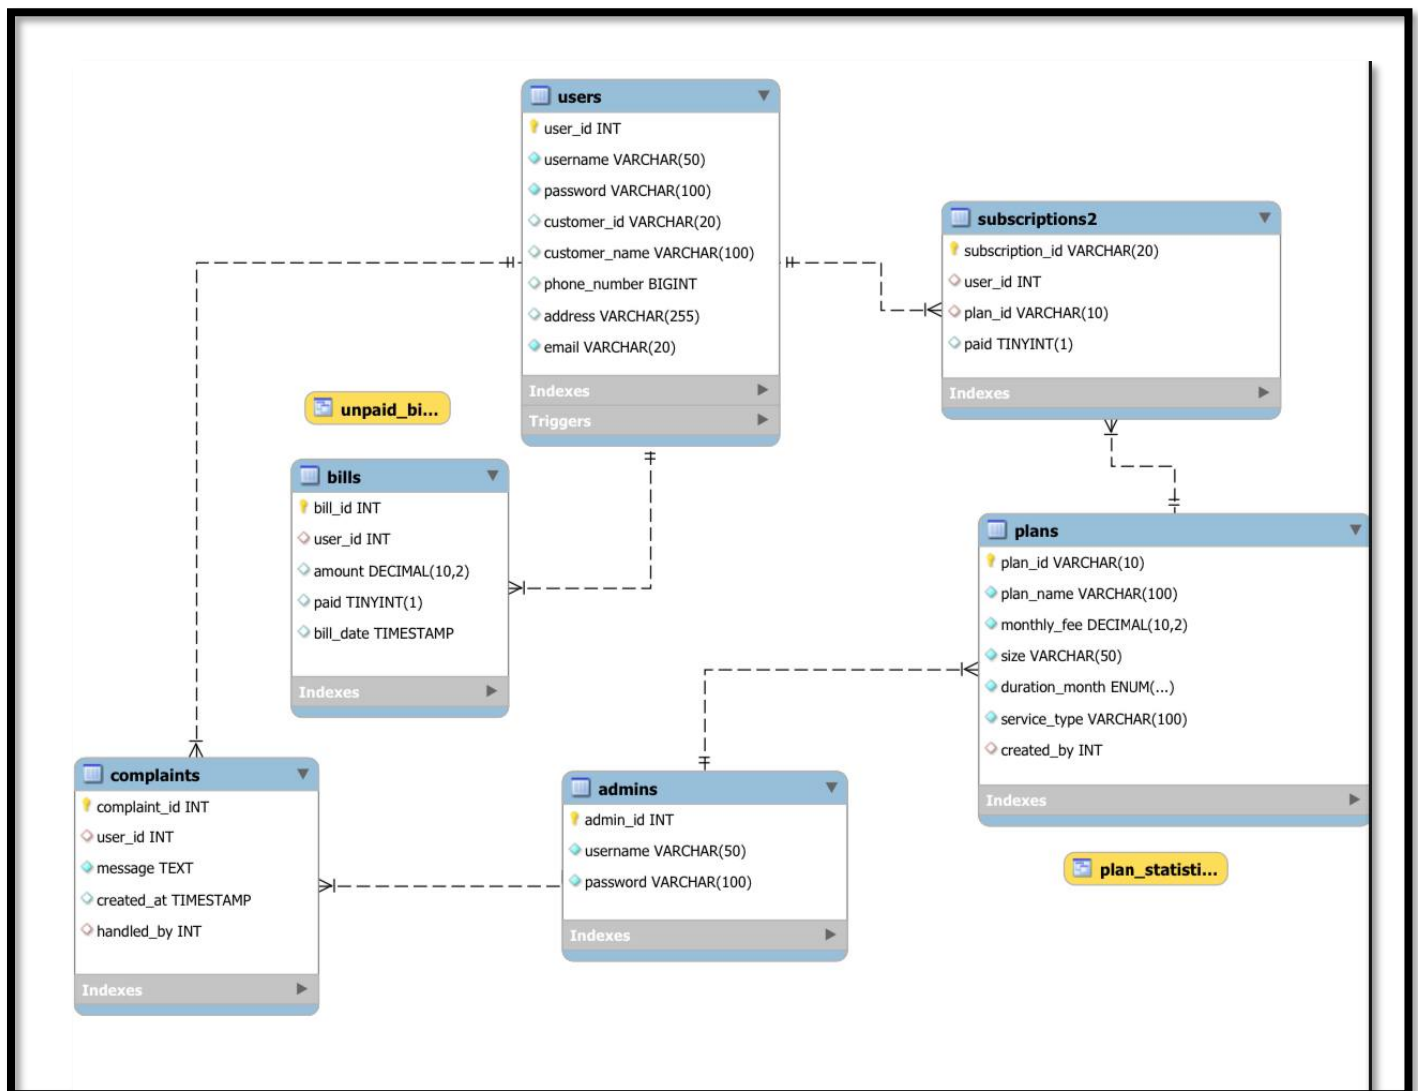 users
user_id INT
username VARCHAR(50)
password VARCHAR(100)
customer_id VARCHAR(20)
customer_name VARCHAR(100)
phone_number BIGINT
address VARCHAR(255)
email VARCHAR(20)
Indexes
Triggers
subscriptions2
subscription_id VARCHAR(20)
user_id INT
plan_id VARCHAR(10)
paid TINYINT(1)
Indexes
unpaid_bi...
bills
bill_id INT
user_id INT
amount DECIMAL(10,2)
paid TINYINT(1)
bill_date TIMESTAMP
Indexes
plans
plan_id VARCHAR(10)
plan_name VARCHAR(100)
monthly_fee DECIMAL(10,2)
size VARCHAR(50)
duration_month ENUM(...)
service_type VARCHAR(100)
created_by INT
Indexes
complaints
complaint_id INT
user_id INT
message TEXT
created_at TIMESTAMP
handled_by INT
Indexes
admins
admin_id INT
username VARCHAR(50)
password VARCHAR(100)
Indexes
plan_statisti...